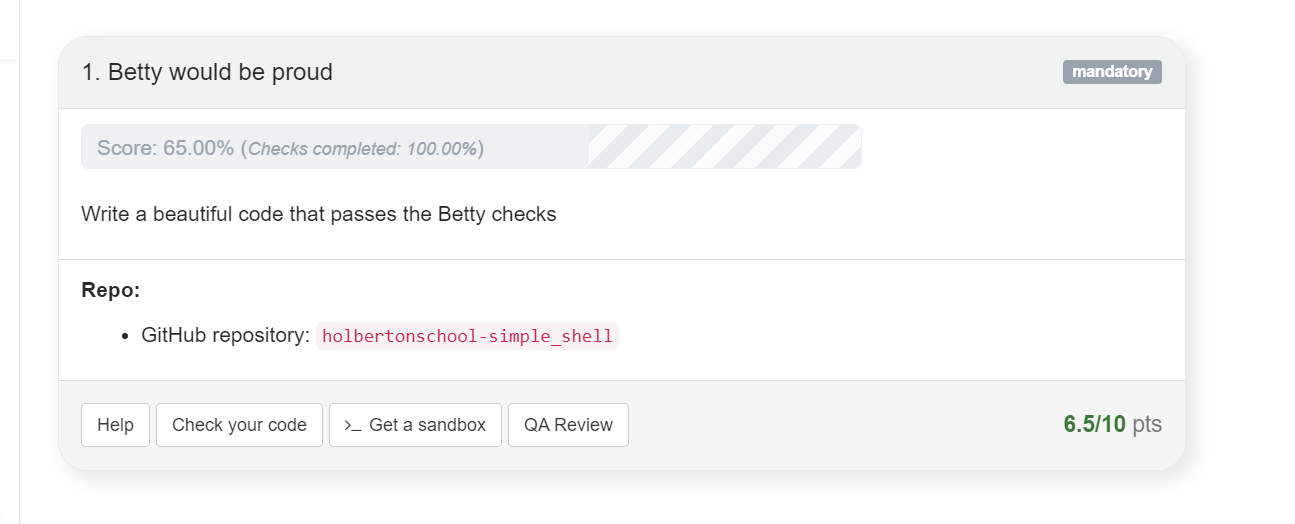 1. Betty would be proud
mandatory
Score: 65.00% (Checks completed: 100.00%)
Write a beautiful code that passes the Betty checks
Repo:
• GitHub repository: holbertonschool-simple_shell
Help
Check your code
>_ Get a sandbox
QA Review
6.5/10 pts